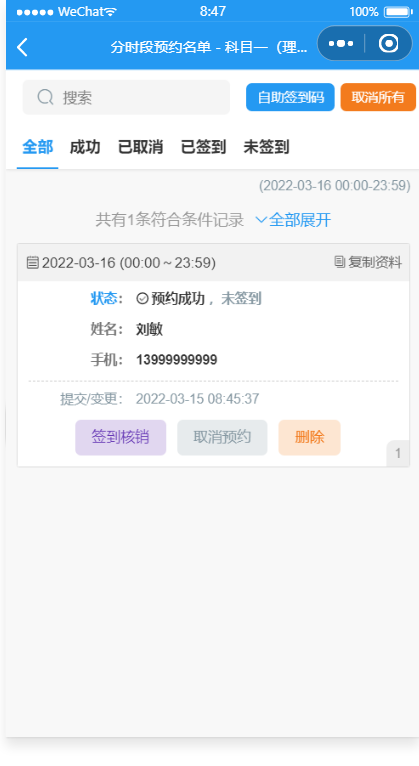 WeChat 8:47 100%
分时段预约名单 - 科目一（理...
搜索 自助签到码 取消所有
全部 成功 已取消 已签到 未签到
(2022-03-16 00:00-23:59)
共有1条符合条件记录 全部展开
2022-03-16 (00:00～23:59) 复制资料
状态： 预约成功 ，未签到
姓名： 刘敏
手机： 13999999999
提交/变更： 2022-03-15 08:45:37
签到核销 取消预约 删除
1